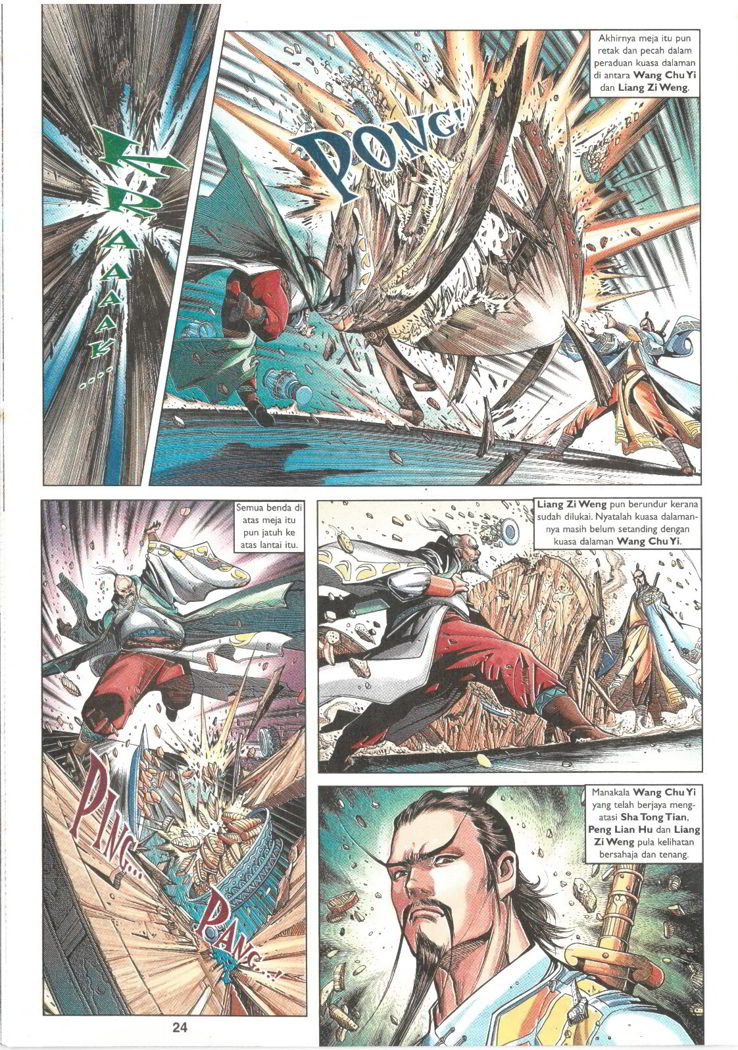 KRAAAAK....
PONG!
Akhirnya meja itu pun
retak dan pecah dalam
peraduan kuasa dalaman
di antara Wang Chu Yi
dan Liang Zi Weng.
Semua benda di
atas meja itu
pun jatuh ke
atas lantai itu.
PING...
PANG....!
Liang Zi Weng pun berundur kerana
sudah dilukai. Nyatalah kuasa dalaman-
nya masih belum setanding dengan
kuasa dalaman Wang Chu Yi.
Manakala Wang Chu Yi
yang telah berjaya meng-
atasi Sha Tong Tian,
Peng Lian Hu dan Liang
Zi Weng pula kelihatan
bersahaja dan tenang.
24